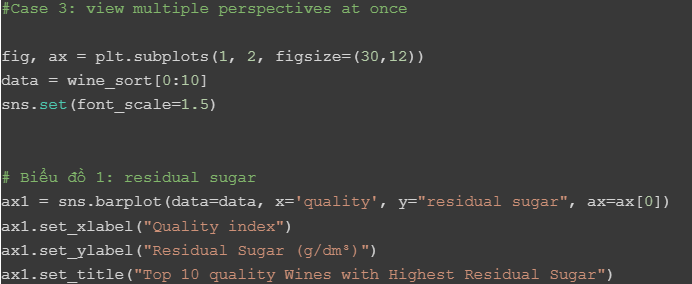 #Case 3: view multiple perspectives at once
fig, ax = plt.subplots(1, 2, figsize=(30,12))
data = wine_sort[0:10]
sns.set(font_scale=1.5)
# Biểu đồ 1: residual sugar
ax1 = sns.barplot(data=data, x='quality', y="residual sugar", ax=ax[0])
ax1.set_xlabel("Quality index")
ax1.set_ylabel("Residual Sugar (g/dm³)")
ax1.set_title("Top 10 quality Wines with Highest Residual Sugar")